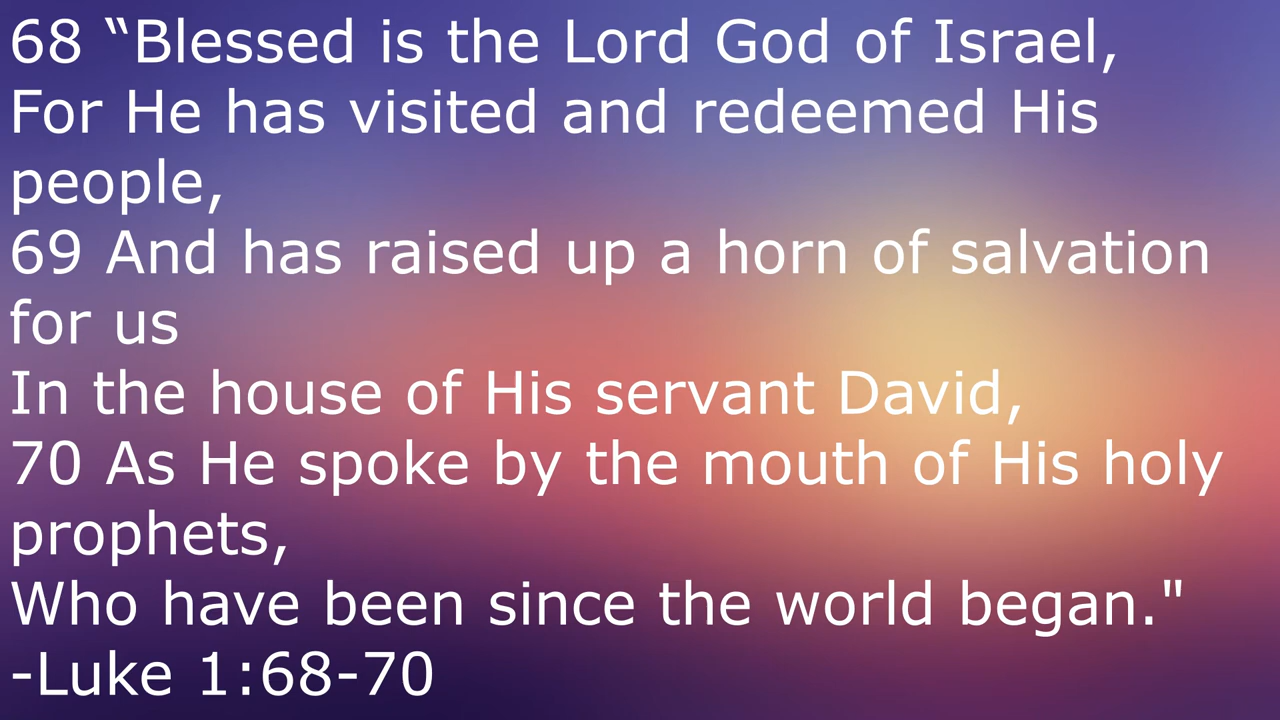 68 “Blessed is the Lord God of Israel,
For He has visited and redeemed His
people,
69 And has raised up a horn of salvation
for us
In the house of His servant David,
70 As He spoke by the mouth of His holy
prophets,
Who have been since the world began."
-Luke 1:68-70